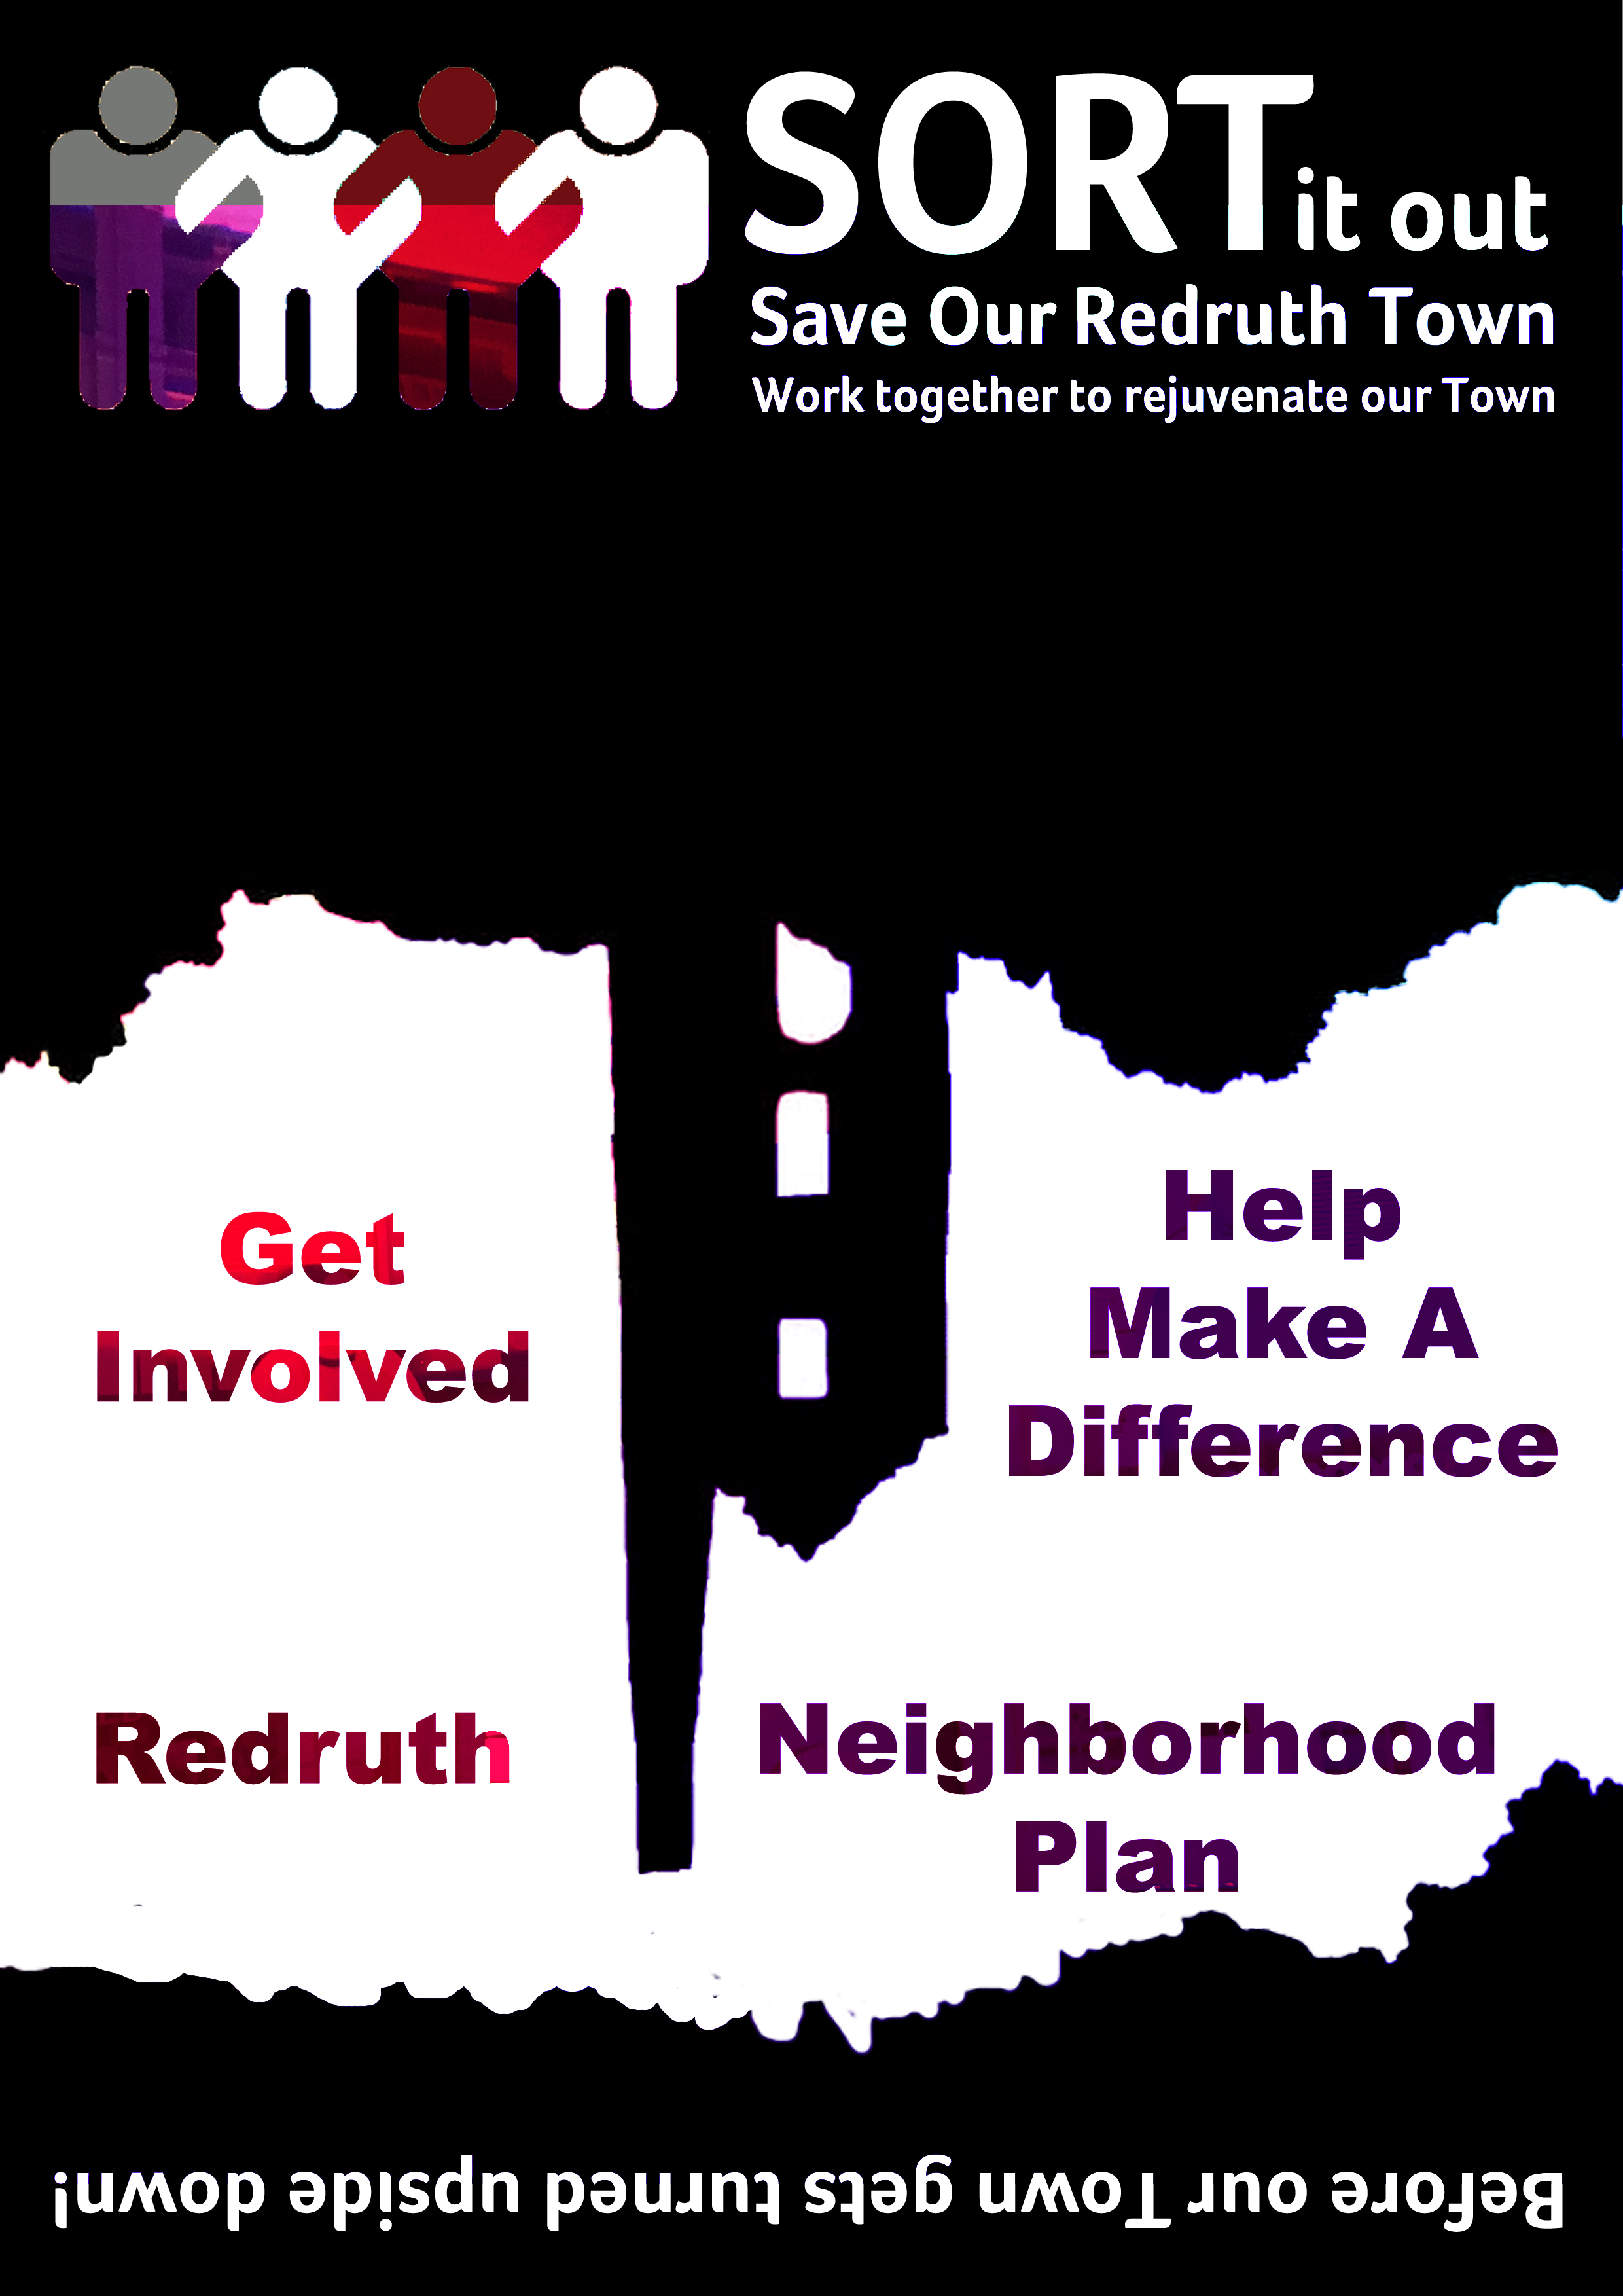 SORT it out
Save Our Redruth Town
Work together to rejuvenate our Town
Get
Involved
Help
Make A
Difference
Redruth
Neighborhood
Plan
Before our Town gets turned upside down!